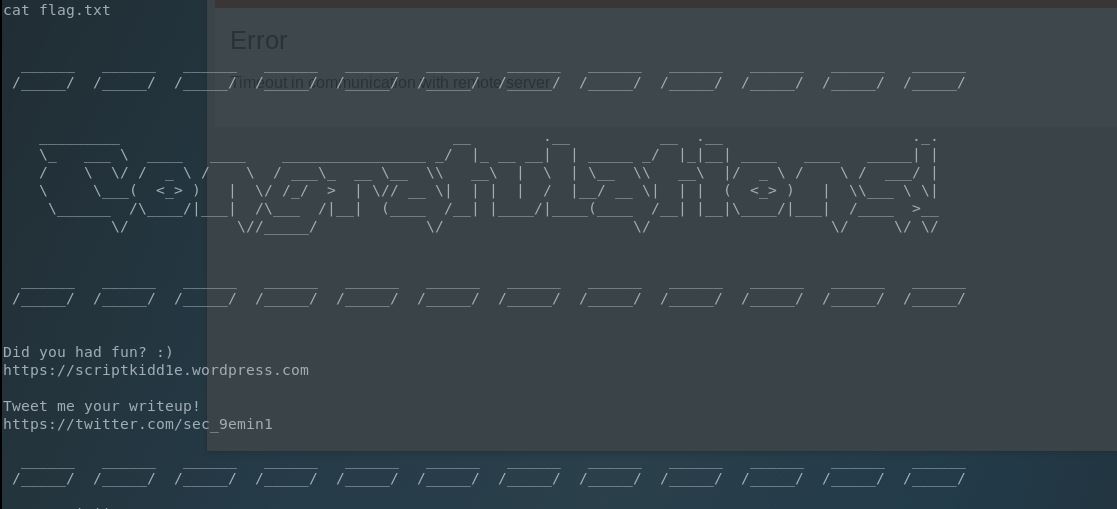 cat flag.txt
Error
Timeout in communication with remote server
Congratulations!
Did you had fun? :)
https://scriptkidd1e.wordpress.com
Tweet me your writeup!
https://twitter.com/sec_9emin1